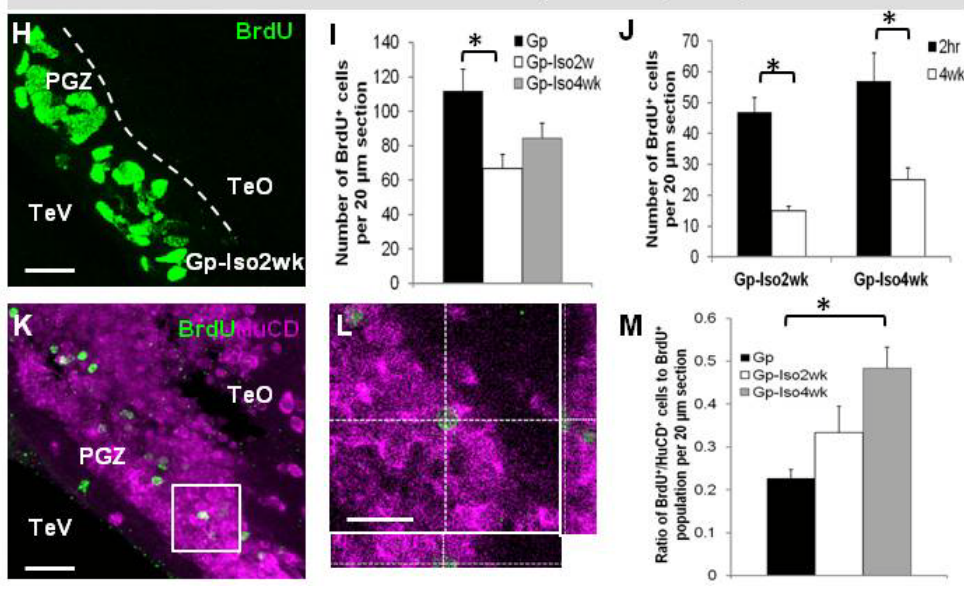 H
BrdU
PGZ
TeO
TeV
Gp-Iso2wk
I
Number of BrdU⁺ cells
per 20 μm section
140
120
100
80
60
40
20
0
*
Gp
Gp-Iso2w
Gp-Iso4wk
J
Number of BrdU⁺ cells
per 20 μm section
70
60
50
40
30
20
10
0
*
*
2hr
4wk
Gp-Iso2wk
Gp-Iso4wk
K
BrdU HuCD
TeO
PGZ
TeV
L
M
Ratio of BrdU⁺/HuCD⁺ cells to BrdU⁺
population per 20 μm section
0.6
0.5
0.4
0.3
0.2
0.1
0
*
Gp
Gp-Iso2wk
Gp-Iso4wk